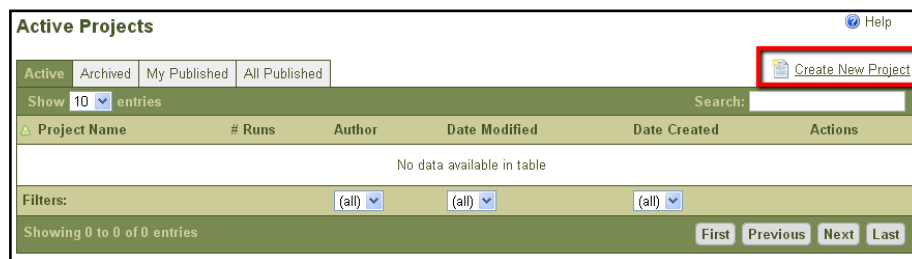 Active Projects Help
Active Archived My Published All Published Create New Project
Show 10 entries Search:
Project Name # Runs Author Date Modified Date Created Actions
No data available in table
Filters: (all) (all) (all)
Showing 0 to 0 of 0 entries First Previous Next Last